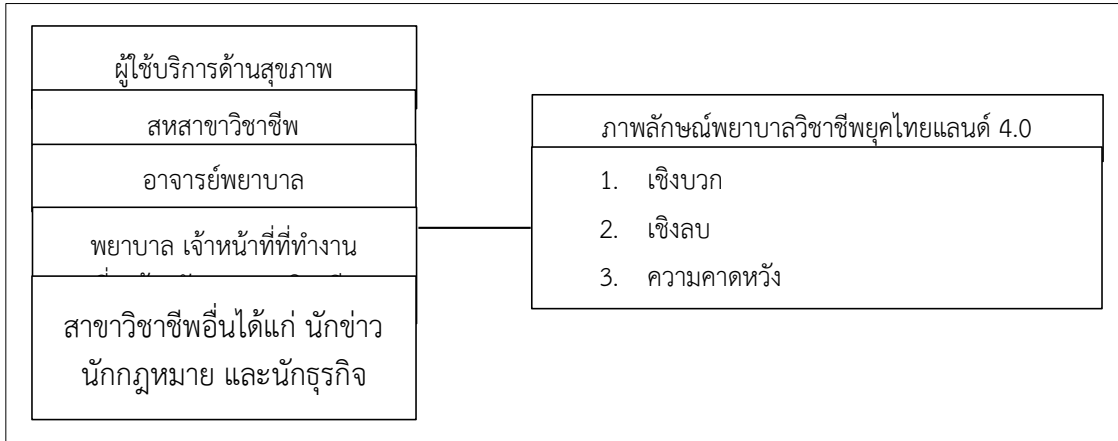 ผู้ใช้บริการด้านสุขภาพ
สหสาขาวิชาชีพ
อาจารย์พยาบาล
พยาบาล เจ้าหน้าที่ที่ทำงาน
สาขาวิชาชีพอื่นได้แก่ นักข่าว
นักกฎหมาย และนักธุรกิจ
ภาพลักษณ์พยาบาลวิชาชีพยุคไทยแลนด์ 4.0
1. เชิงบวก
2. เชิงลบ
3. ความคาดหวัง